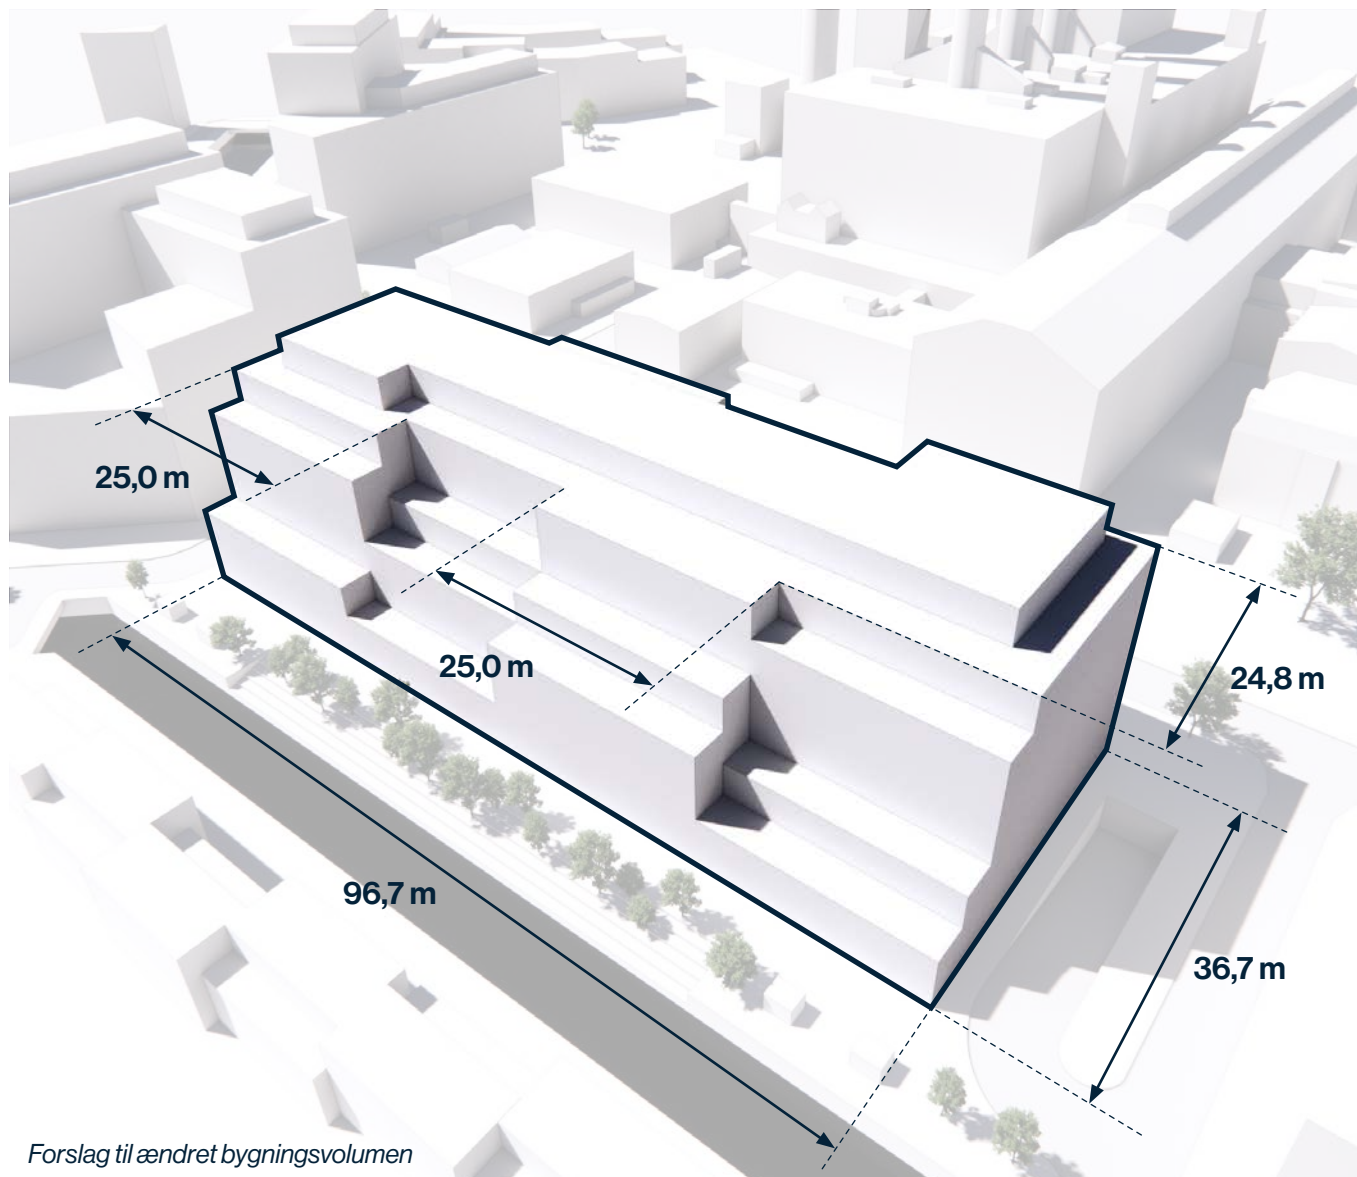 25,0 m
25,0 m
24,8 m
96,7 m
36,7 m
Forslag til ændret bygningsvolumen